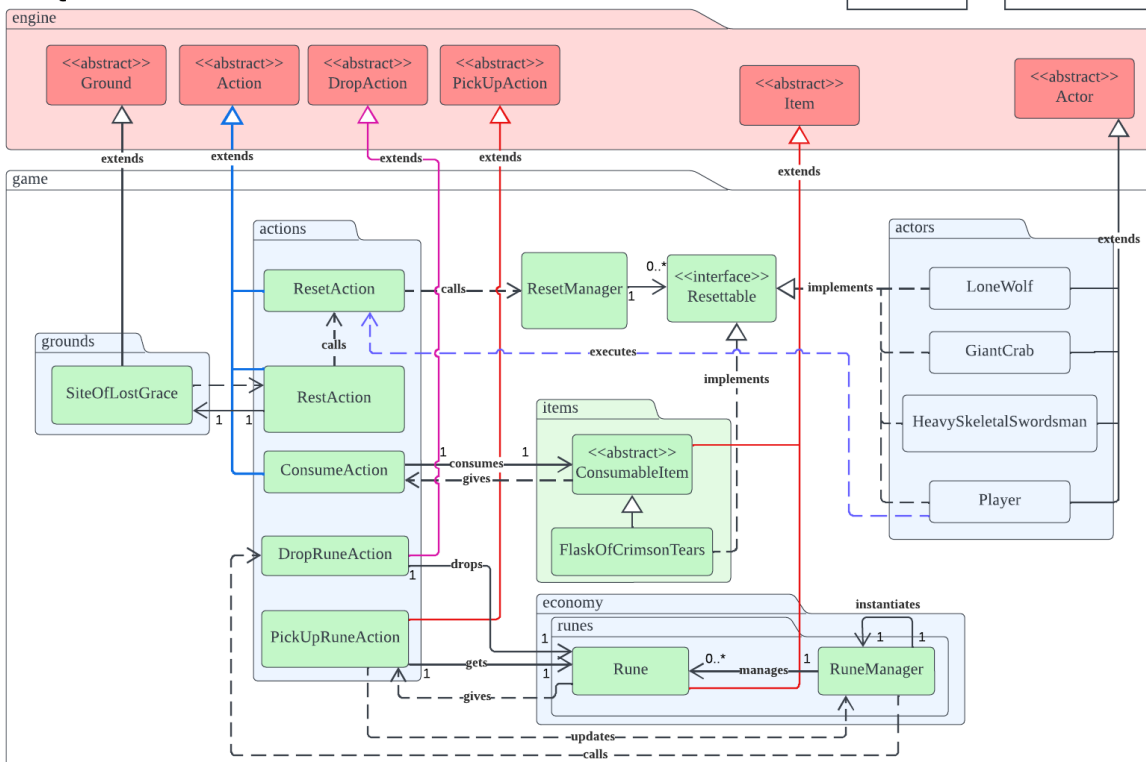 engine
<<abstract>>
Ground
<<abstract>>
Action
<<abstract>>
DropAction
<<abstract>>
PickUpAction
<<abstract>>
Item
<<abstract>>
Actor
extends
extends
extends
extends
extends
extends
game
actions
actors
ResetAction
calls
ResetManager
1
0..*
<<interface>>
Resettable
implements
LoneWolf
calls
executes
GiantCrab
grounds
SiteOfLostGrace
1
1
RestAction
implements
items
HeavySkeletalSwordsman
ConsumeAction
1
consumes
1
gives
<<abstract>>
ConsumableItem
Player
DropRuneAction
1
drops
FlaskOfCrimsonTears
economy
runes
instantiates
1
1
PickUpRuneAction
1
gets
1
1
Rune
0..*
manages
1
RuneManager
gives
updates
calls